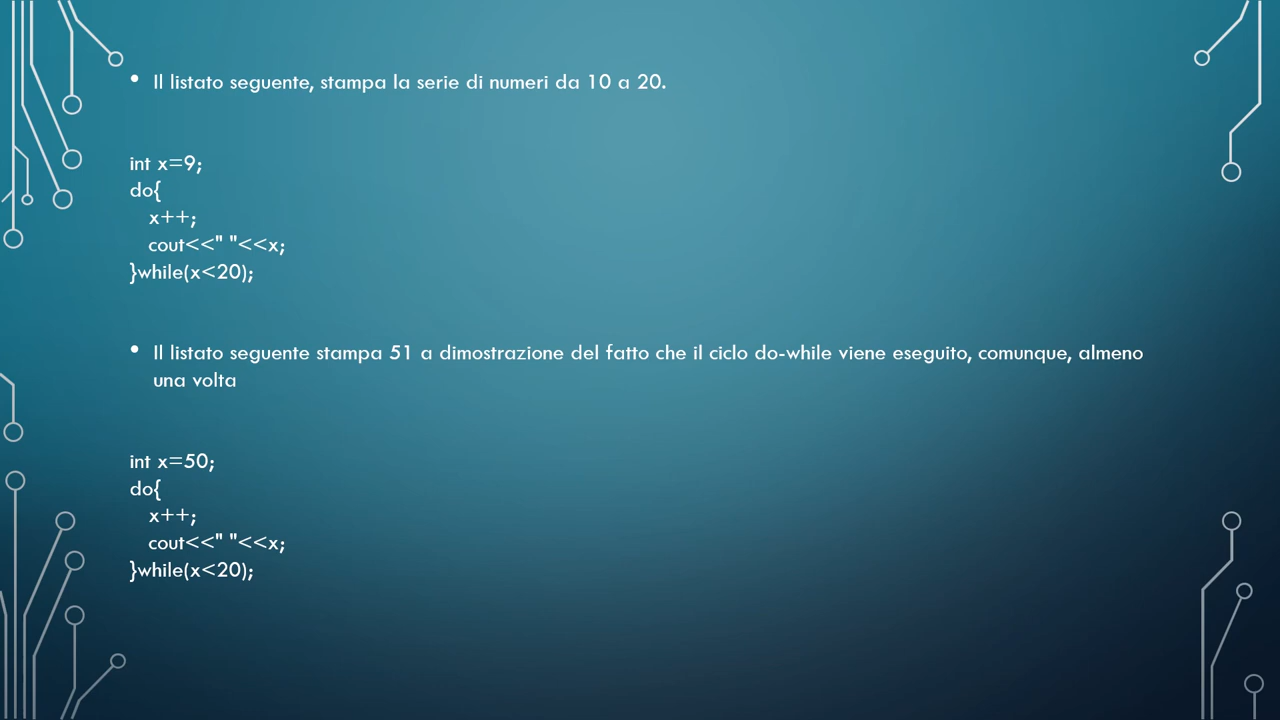 • Il listato seguente, stampa la serie di numeri da 10 a 20.
int x=9;
do{
x++;
cout<<" "<<x;
}while(x<20);
• Il listato seguente stampa 51 a dimostrazione del fatto che il ciclo do-while viene eseguito, comunque, almeno
una volta
int x=50;
do{
x++;
cout<<" "<<x;
}while(x<20);